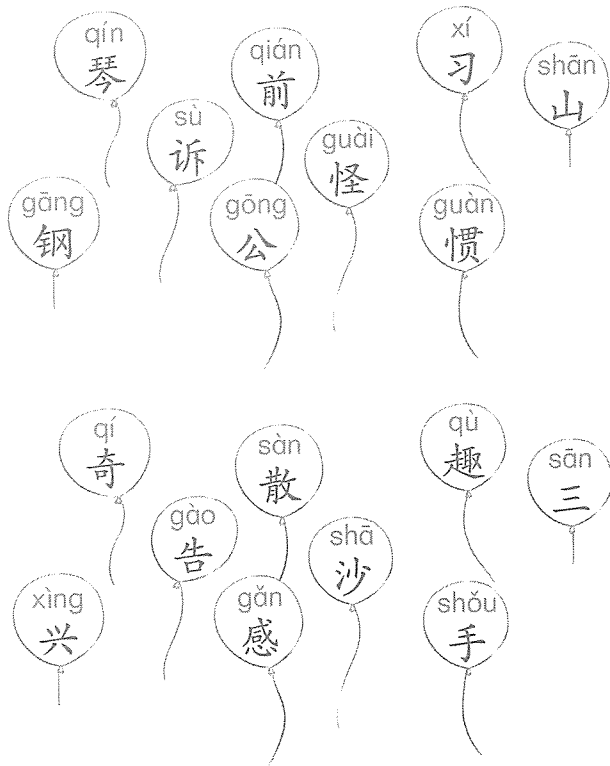 qín
琴
qián
前
xí
习
shān
山
sù
诉
guài
怪
gāng
钢
gōng
公
guàn
惯
qí
奇
sàn
散
qù
趣
sān
三
gào
告
shā
沙
xìng
兴
gǎn
感
shǒu
手